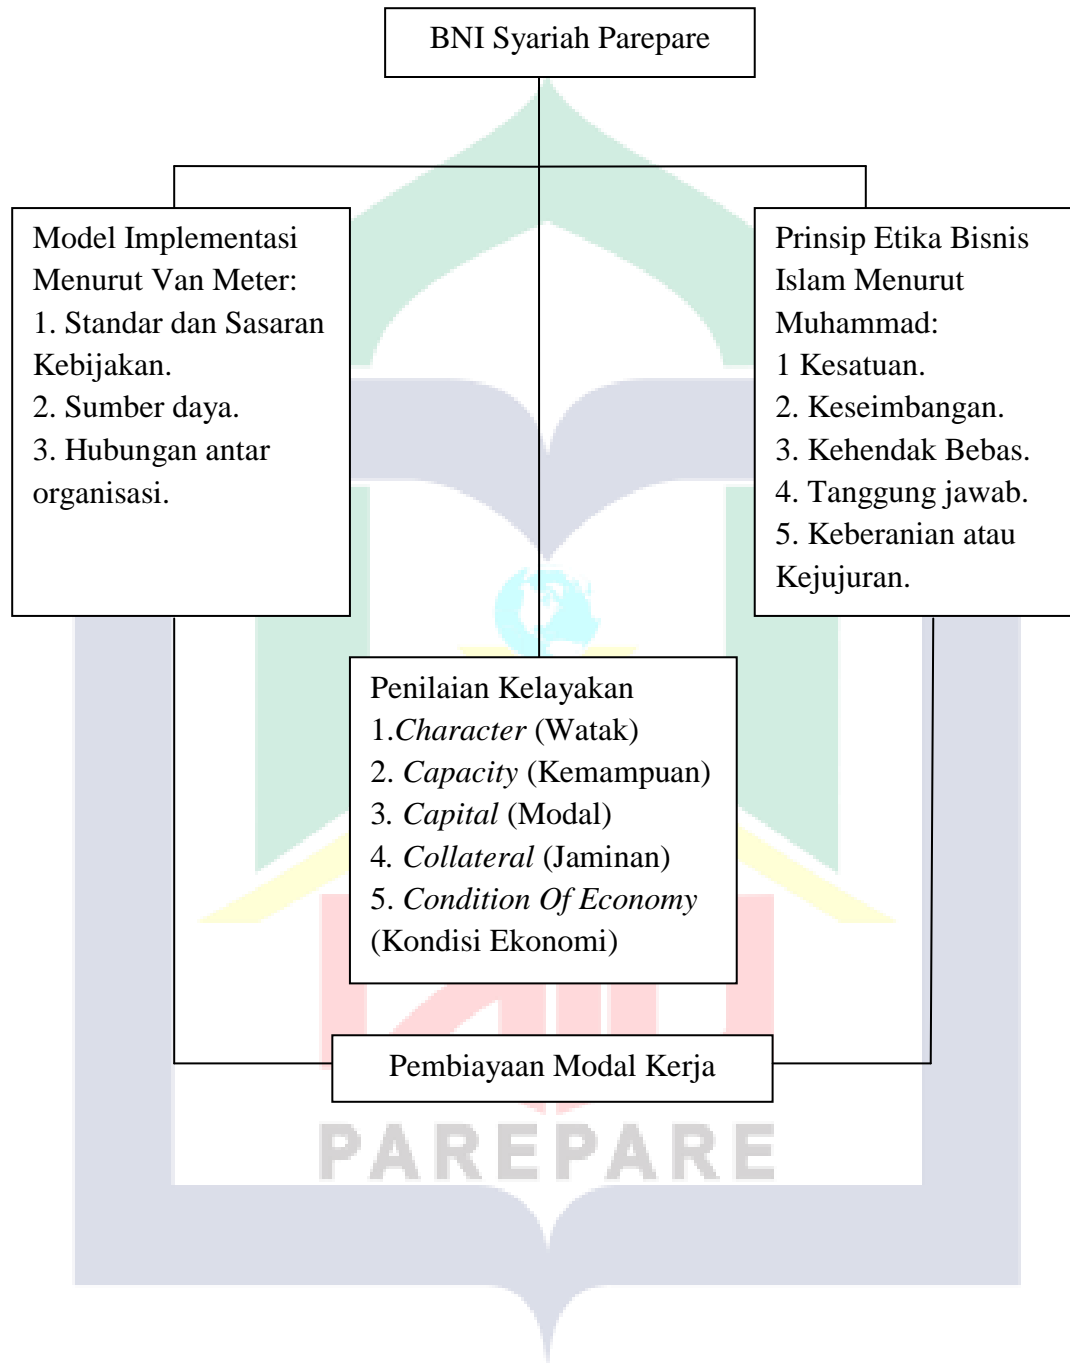 BNI Syariah Parepare
Model Implementasi
Menurut Van Meter:
1. Standar dan Sasaran
Kebijakan.
2. Sumber daya.
3. Hubungan antar
organisasi.
Prinsip Etika Bisnis
Islam Menurut
Muhammad:
1 Kesatuan.
2. Keseimbangan.
3. Kehendak Bebas.
4. Tanggung jawab.
5. Keberanian atau
Kejujuran.
Penilaian Kelayakan
1.Character (Watak)
2. Capacity (Kemampuan)
3. Capital (Modal)
4. Collateral (Jaminan)
5. Condition Of Economy
(Kondisi Ekonomi)
Pembiayaan Modal Kerja
PAREPARE